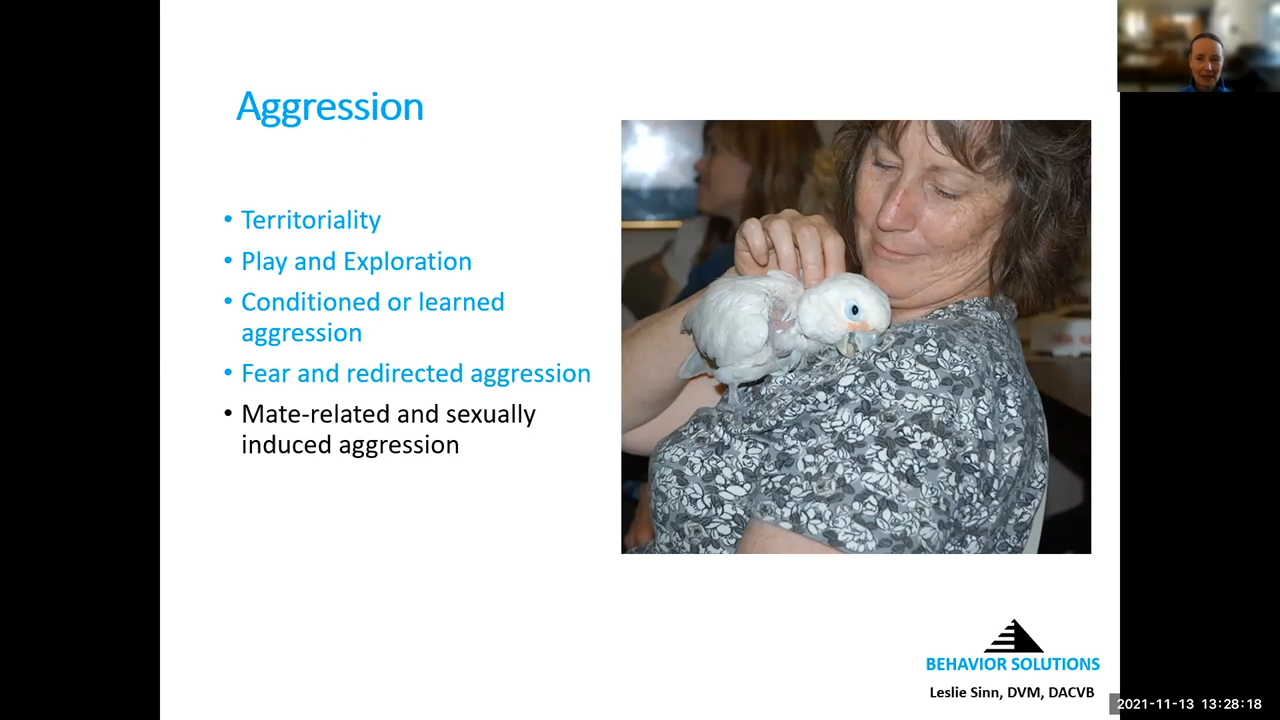 Aggression
• Territoriality
• Play and Exploration
• Conditioned or learned
aggression
• Fear and redirected aggression
• Mate-related and sexually
induced aggression
BEHAVIOR SOLUTIONS
Leslie Sinn, DVM, DACVB
2021-11-13 13:28:18